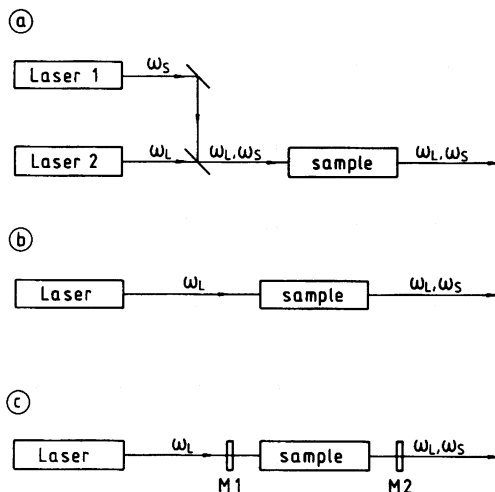 a
Laser 1 ωS
Laser 2 ωL ωL,ωS sample ωL,ωS
b
Laser ωL sample ωL,ωS
c
Laser ωL sample ωL,ωS
M1 M2